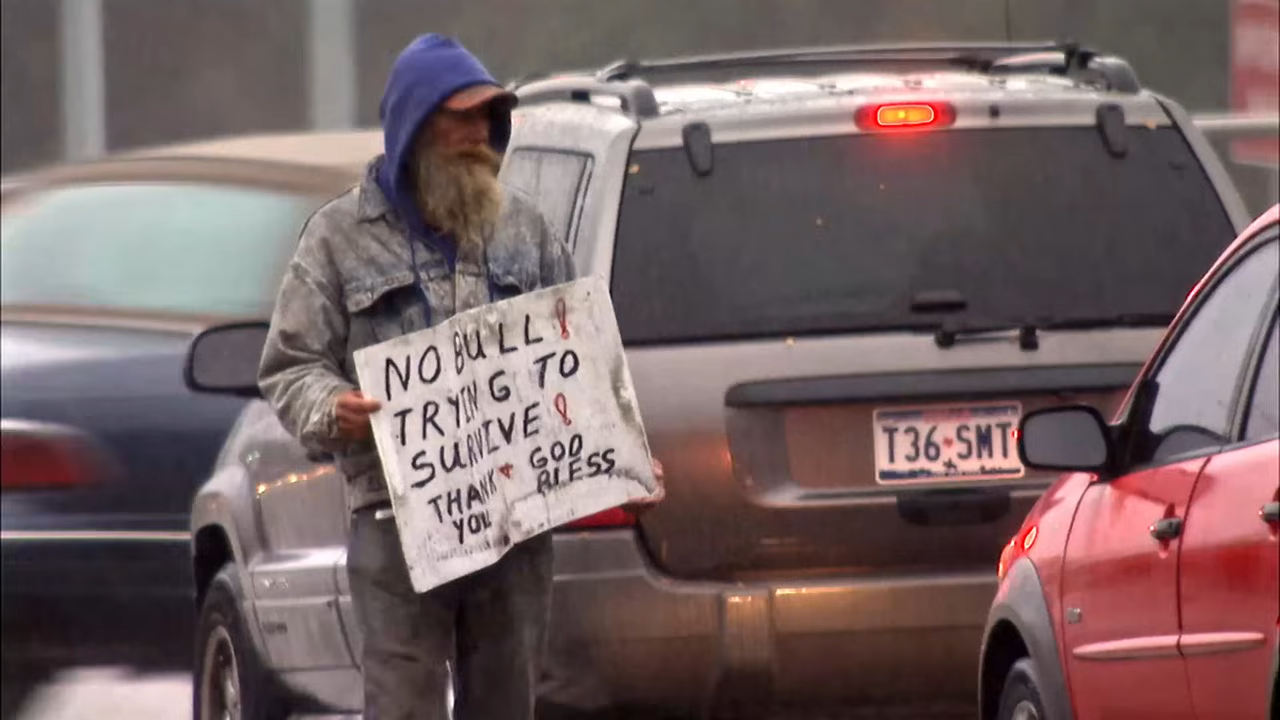 NO BULL!
TRYING TO
SURVIVE!
THANK GOD
YOU BLESS
T36 SMT